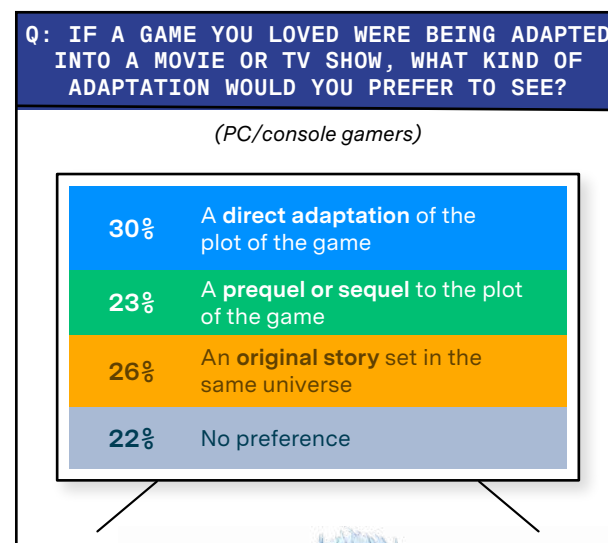 Q: IF A GAME YOU LOVED WERE BEING ADAPTED
INTO A MOVIE OR TV SHOW, WHAT KIND OF
ADAPTATION WOULD YOU PREFER TO SEE?
(PC/console gamers)
30% A direct adaptation of the
plot of the game
23% A prequel or sequel to the plot
of the game
26% An original story set in the
same universe
22% No preference